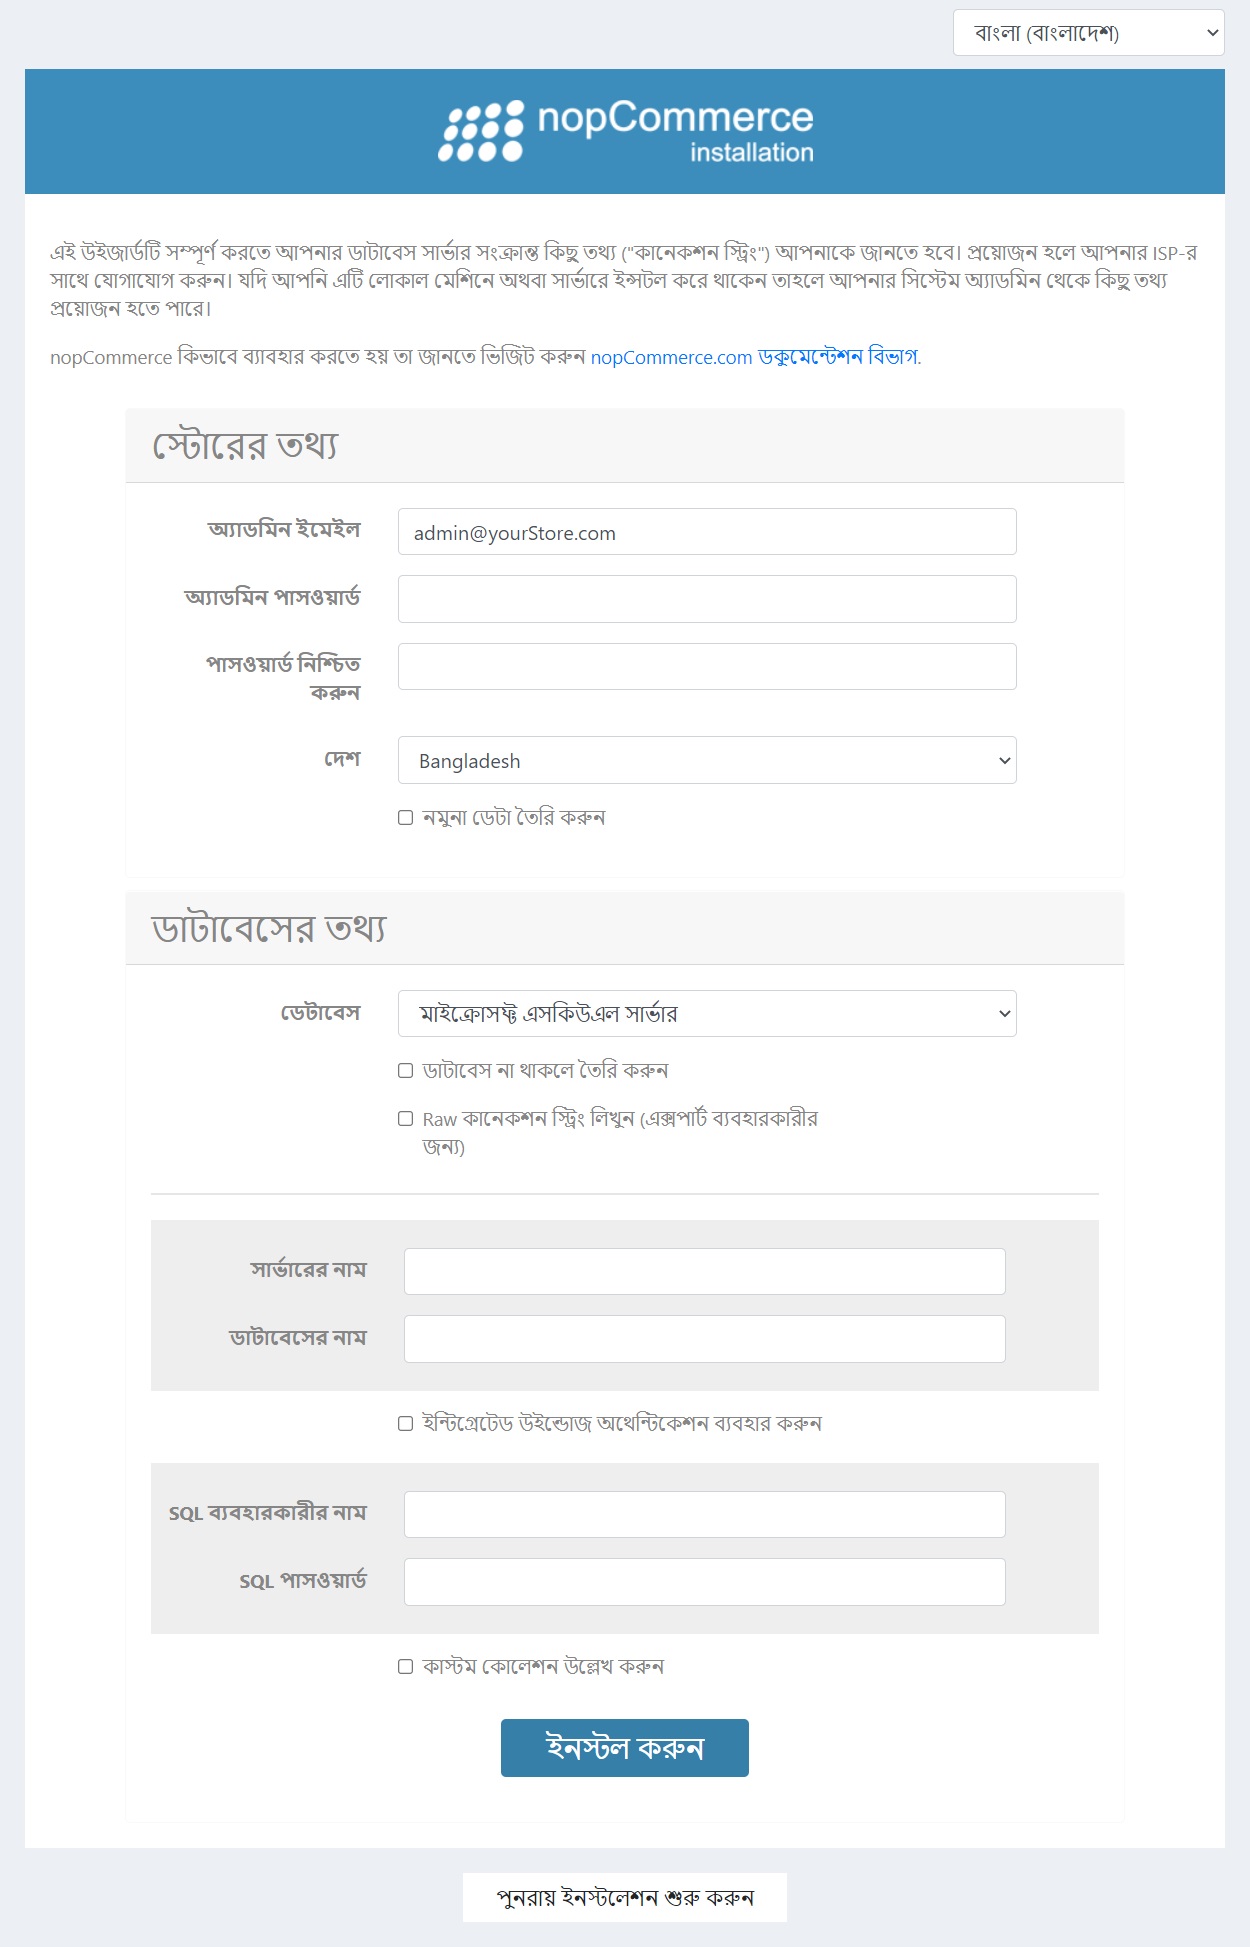 বাংলা (বাংলাদেশ)
nopCommerce
installation
এই উইজার্ডটি সম্পূর্ণ করতে আপনার ডাটাবেস সার্ভার সংক্রান্ত কিছু তথ্য ("কানেকশন স্ট্রিং") আপনাকে জানতে হবে। প্রয়োজন হলে আপনার ISP-র
সাথে যোগাযোগ করুন। যদি আপনি এটি লোকাল মেশিনে অথবা সার্ভারে ইন্সটল করে থাকেন তাহলে আপনার সিস্টেম অ্যাডমিন থেকে কিছু তথ্য
প্রয়োজন হতে পারে।
nopCommerce কিভাবে ব্যাবহার করতে হয় তা জানতে ভিজিট করুন nopCommerce.com ডকুমেন্টেশন বিভাগ.
স্টোরের তথ্য
অ্যাডমিন ইমেইল
admin@yourStore.com
অ্যাডমিন পাসওয়ার্ড
পাসওয়ার্ড নিশ্চিত
করুন
দেশ
Bangladesh
নমুনা ডেটা তৈরি করুন
ডাটাবেসের তথ্য
ডেটাবেস
মাইক্রোসফ্ট এসকিউএল সার্ভার
ডাটাবেস না থাকলে তৈরি করুন
Raw কানেকশন স্ট্রিং লিখুন (এক্সপার্ট ব্যবহারকারীর
জন্য)
সার্ভারের নাম
ডাটাবেসের নাম
ইন্টিগ্রেটেড উইন্ডোজ অথেন্টিকেশন ব্যবহার করুন
SQL ব্যবহারকারীর নাম
SQL পাসওয়ার্ড
কাস্টম কোলেশন উল্লেখ করুন
ইনস্টল করুন
পুনরায় ইনস্টলেশন শুরু করুন